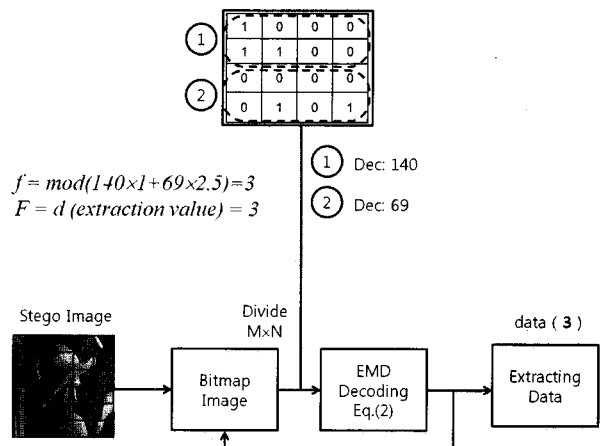 1
1 0 0 0
1 1 0 0
2
0 0 0 0
0 1 0 1
1 Dec: 140
2 Dec: 69
f = mod(140×1+69×2.5)=3
F = d (extraction value) = 3
Stego Image
Divide
M×N
data ( 3 )
Bitmap
Image
EMD
Decoding
Eq.(2)
Extracting
Data